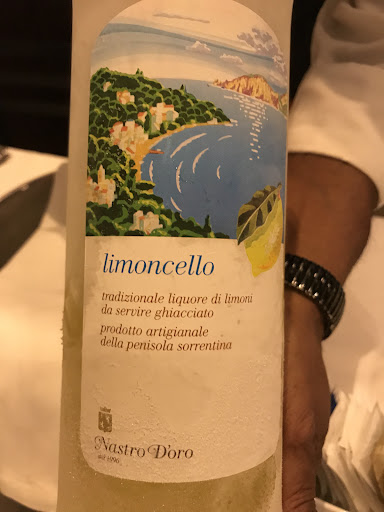 limoncello
tradizionale liquore di limoni
da servire ghiacciato
prodotto artigianale
della penisola sorrentina
Nastro D'oro